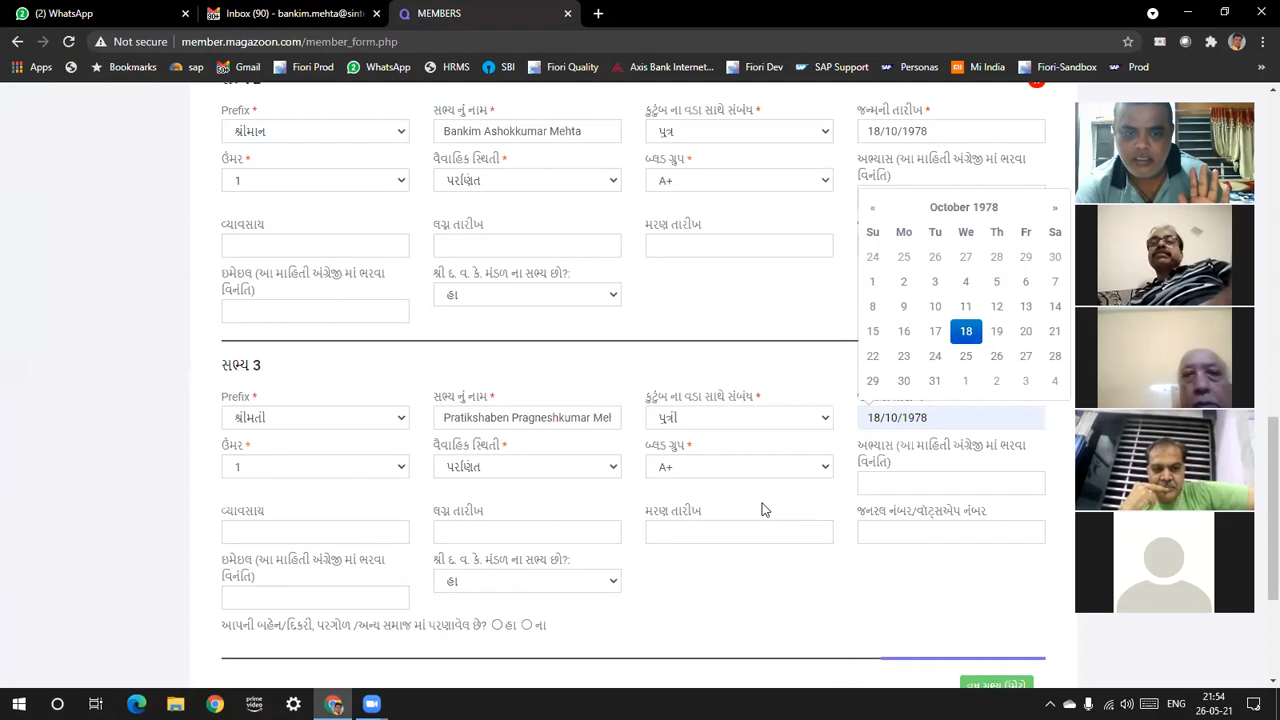 (2) WhatsApp
Inbox (90) - bankim.mehta@sint
MEMBERS
Not secure
member.magazoon.com/member_form.php
Apps
Bookmarks
sap
Gmail
Fiori Prod
WhatsApp
HRMS
SBI
Fiori Quality
Axis Bank Internet...
Fiori Dev
SAP Support
Personas
Mi India
Fiori-Sandbox
Prod
Prefix *
સભ્ય નું નામ *
કુટુંબ ના વડા સાથે સંબંધ *
જન્મની તારીખ *
શ્રીમાન
Bankim Ashokkumar Mehta
પુત્ર
18/10/1978
ઉંમર *
વૈવાહિક સ્થિતી *
બ્લડ ગ્રુપ *
અભ્યાસ (આ માહિતી અંગ્રેજી માં ભરવા
વિનંતિ)
1
પરણિત
A+
« October 1978 »
Su Mo Tu We Th Fr Sa
24 25 26 27 28 29 30
1 2 3 4 5 6 7
8 9 10 11 12 13 14
15 16 17 18 19 20 21
22 23 24 25 26 27 28
29 30 31 1 2 3 4
વ્યાવસાય
લગ્ન તારીખ
મરણ તારીખ
ઇમેઇલ (આ માહિતી અંગ્રેજી માં ભરવા
વિનંતિ)
શ્રી દ. વ. કે. મંડળ ના સભ્ય છો?:
હા
સભ્ય 3
Prefix *
સભ્ય નું નામ *
કુટુંબ ના વડા સાથે સંબંધ *
શ્રીમતી
Pratikshaben Pragneshkumar Mel
પુત્રી
18/10/1978
ઉંમર *
વૈવાહિક સ્થિતી *
બ્લડ ગ્રુપ *
અભ્યાસ (આ માહિતી અંગ્રેજી માં ભરવા
વિનંતિ)
1
પરણિત
A+
વ્યાવસાય
લગ્ન તારીખ
મરણ તારીખ
જનરલ નંબર/વૉટ્સએપ નંબર
ઇમેઇલ (આ માહિતી અંગ્રેજી માં ભરવા
વિનંતિ)
શ્રી દ. વ. કે. મંડળ ના સભ્ય છો?:
હા
આપની બહેન/દિકરી, પરગોળ /અન્ય સમાજ માં પરણાવેલ છે? હા ના
prime video
ENG
21:54
26-05-21